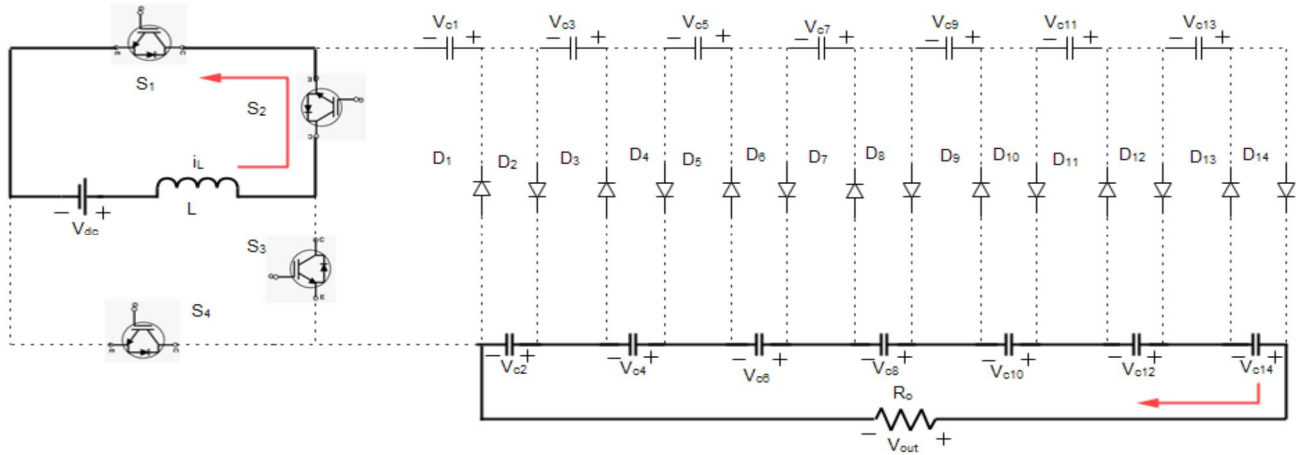 Vc1 Vc3 Vc5 Vc7 Vc9 Vc11 Vc13
− + − + − + − + − + − + − +
S1
S2
iL
D1 D2 D3 D4 D5 D6 D7 D8 D9 D10 D11 D12 D13 D14
− +
Vdc
L
S3
S4
− + − + − + − + − + − + − +
Vc2 Vc4 Vc6 Vc8 Vc10 Vc12 Vc14
Ro
− +
Vout